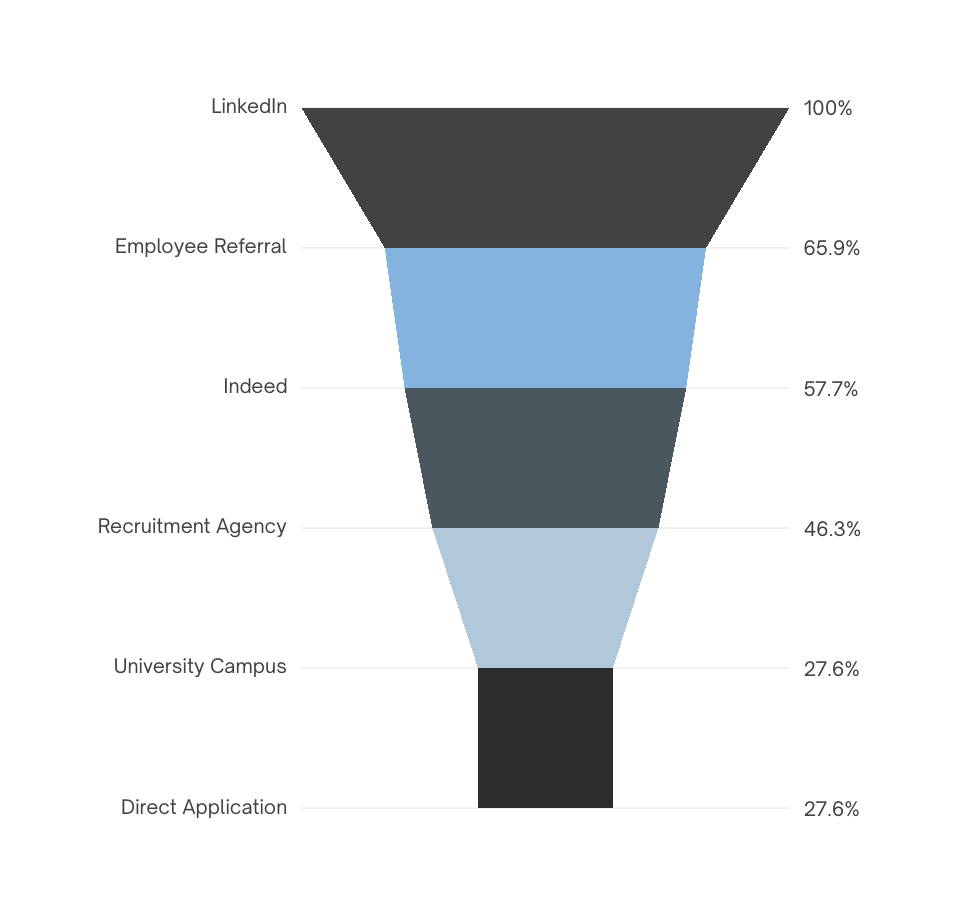 LinkedIn 100%
Employee Referral 65.9%
Indeed 57.7%
Recruitment Agency 46.3%
University Campus 27.6%
Direct Application 27.6%